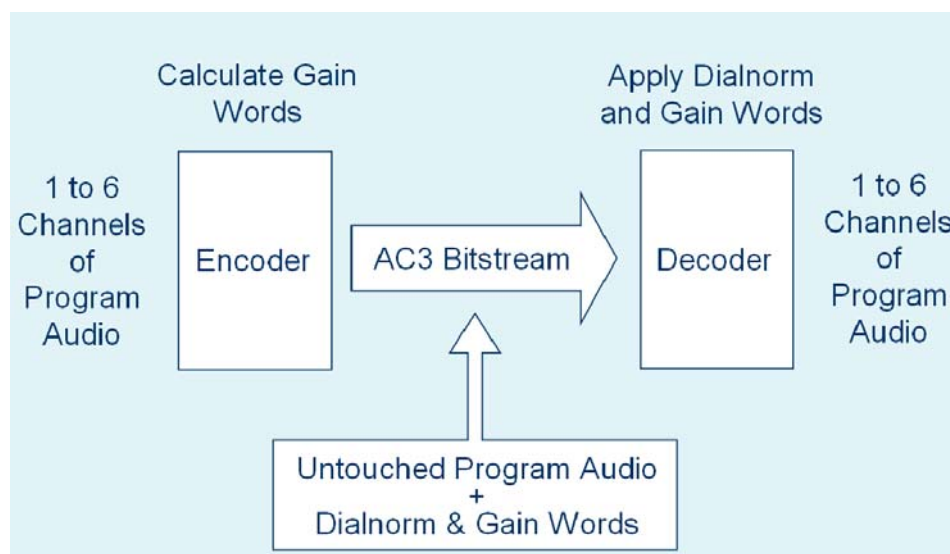 Calculate Gain
Words
Apply Dialnorm
and Gain Words
1 to 6
Channels
of
Program
Audio
Encoder
AC3 Bitstream
Decoder
1 to 6
Channels
of
Program
Audio
Untouched Program Audio
+
Dialnorm & Gain Words